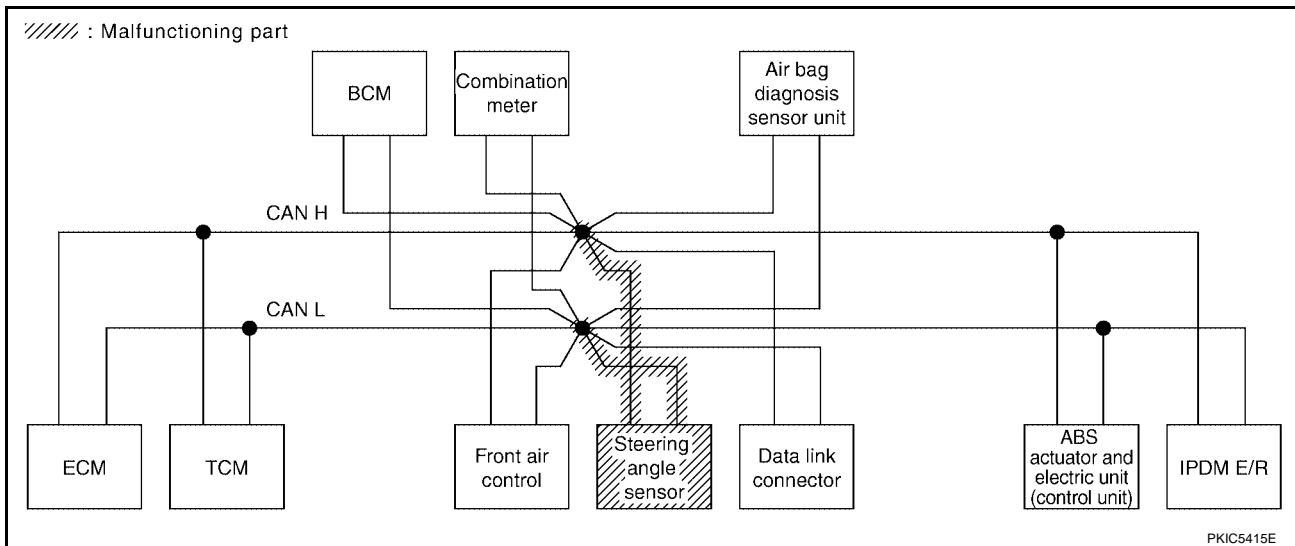 : Malfunctioning part
BCM
Combination
meter
Air bag
diagnosis
sensor unit
CAN H
CAN L
ECM
TCM
Front air
control
Steering
angle
sensor
Data link
connector
ABS
actuator and
electric unit
(control unit)
IPDM E/R
PKIC5415E